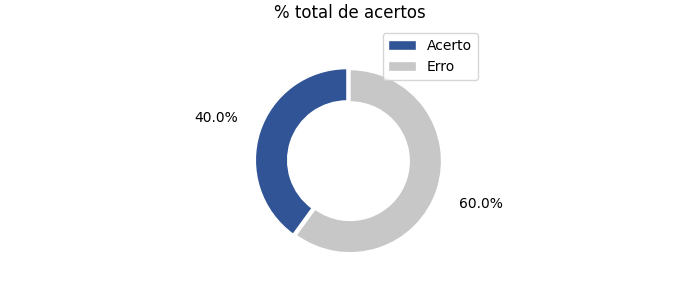 % total de acertos
Acerto
Erro
40.0%
60.0%